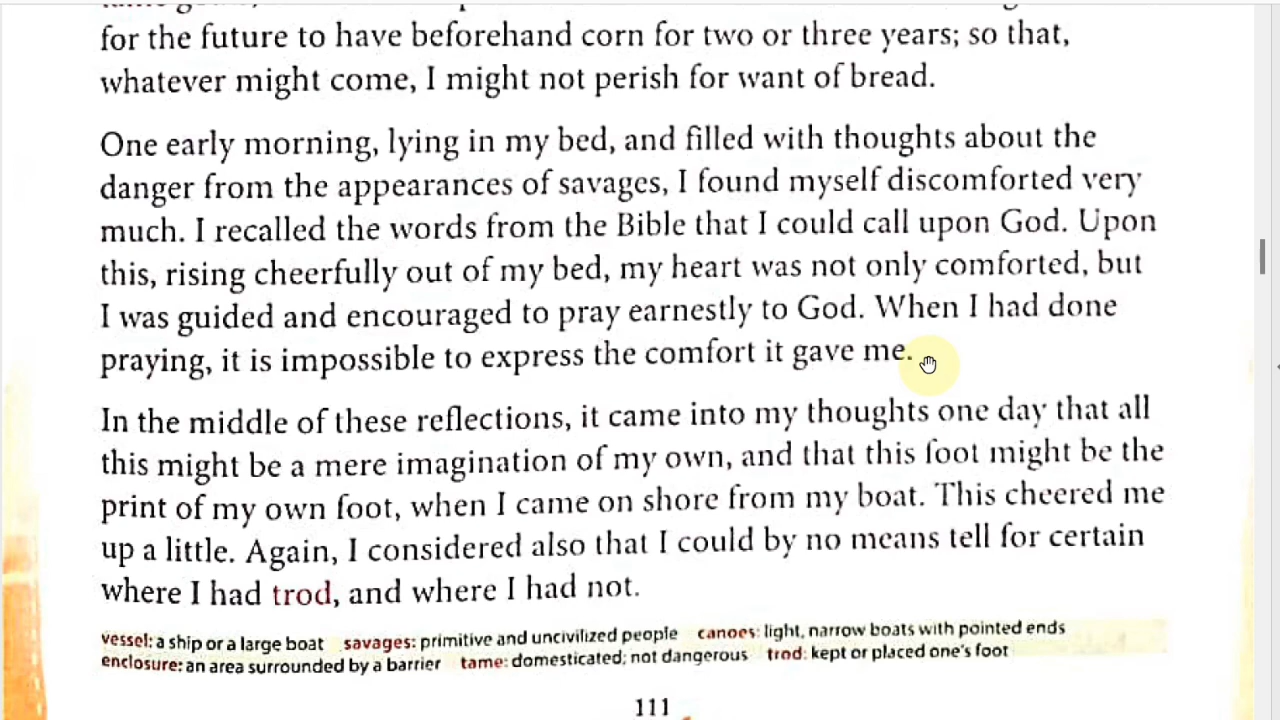 for the future to have beforehand corn for two or three years; so that,
whatever might come, I might not perish for want of bread.
One early morning, lying in my bed, and filled with thoughts about the
danger from the appearances of savages, I found myself discomforted very
much. I recalled the words from the Bible that I could call upon God. Upon
this, rising cheerfully out of my bed, my heart was not only comforted, but
I was guided and encouraged to pray earnestly to God. When I had done
praying, it is impossible to express the comfort it gave me.
In the middle of these reflections, it came into my thoughts one day that all
this might be a mere imagination of my own, and that this foot might be the
print of my own foot, when I came on shore from my boat. This cheered me
up a little. Again, I considered also that I could by no means tell for certain
where I had trod, and where I had not.
vessel: a ship or a large boat savages: primitive and uncivilized people canoes: light, narrow boats with pointed ends
enclosure: an area surrounded by a barrier tame: domesticated; not dangerous trod: kept or placed one's foot
111